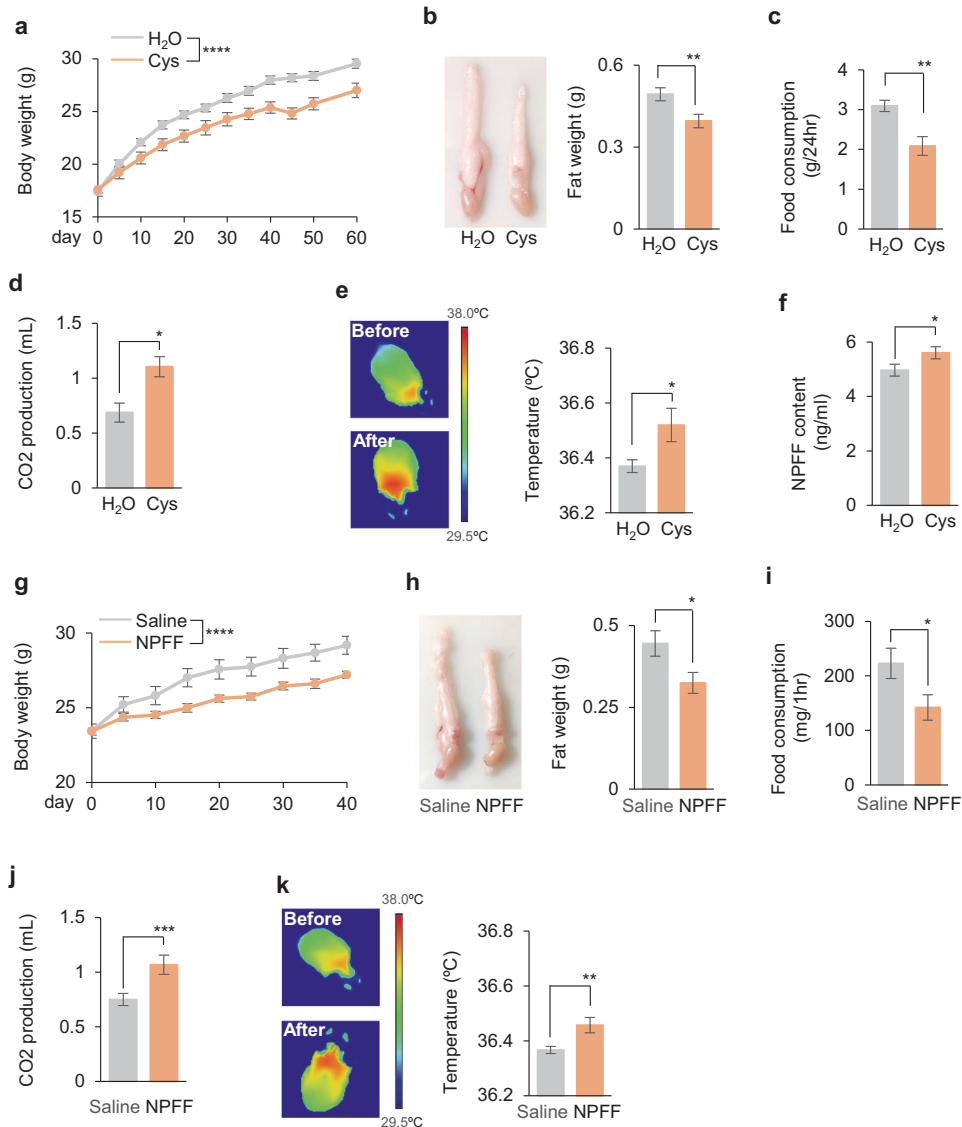 a
H₂O
Cys
****
Body weight (g)
30
25
20
15
day
0 10 20 30 40 50 60
b
H₂O Cys
Fat weight (g)
0.6
0.3
0
**
H₂O Cys
c
Food consumption
(g/24hr)
4
3
2
1
0
**
H₂O Cys
d
CO2 production (mL)
1.5
1
0.5
0
*
H₂O Cys
e
Before
After
38.0ºC
29.5ºC
Temperature (ºC)
36.8
36.6
36.4
36.2
*
H₂O Cys
f
NPFF content
(ng/ml)
6
4
2
0
*
H₂O Cys
g
Saline
NPFF
****
Body weight (g)
30
25
20
day
0 10 20 30 40
h
Saline NPFF
Fat weight (g)
0.5
0.25
0
*
Saline NPFF
i
Food consumption
(mg/1hr)
300
200
100
0
*
Saline NPFF
j
CO2 production (mL)
1.5
1
0.5
0
***
Saline NPFF
k
Before
After
38.0ºC
29.5ºC
Temperature (ºC)
36.8
36.6
36.4
36.2
**
Saline NPFF